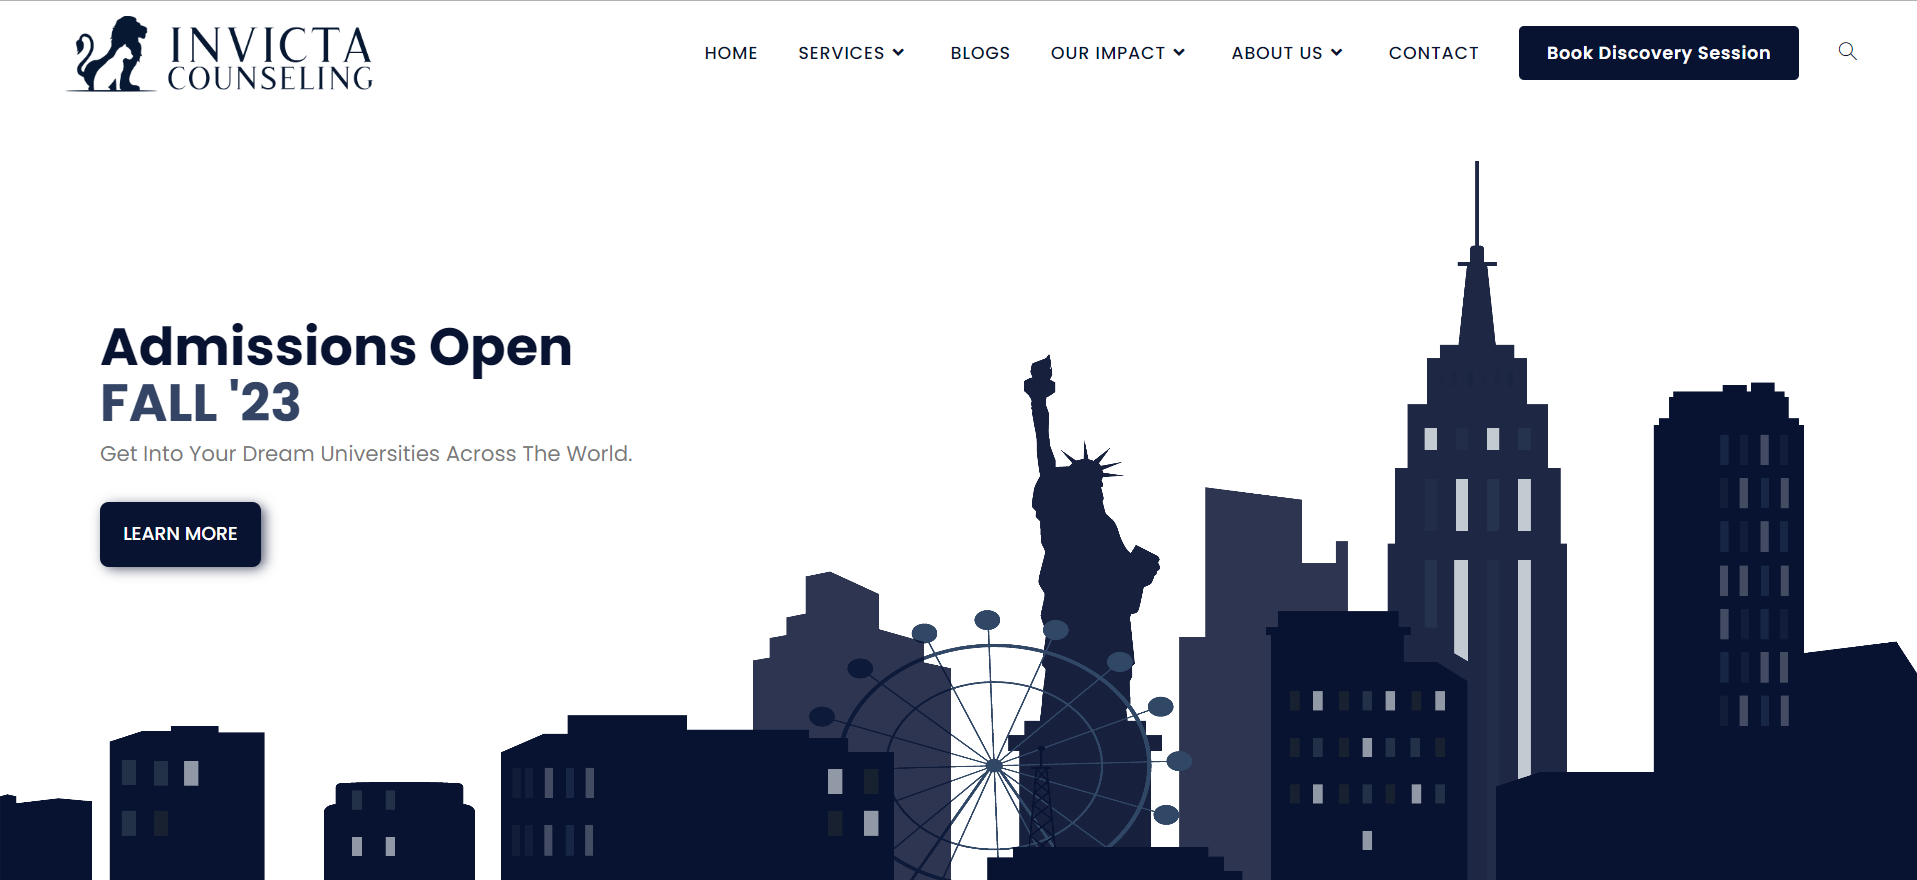 INVICTA
COUNSELING
HOME SERVICES BLOGS OUR IMPACT ABOUT US CONTACT Book Discovery Session
Admissions Open
FALL '23
Get Into Your Dream Universities Across The World.
LEARN MORE